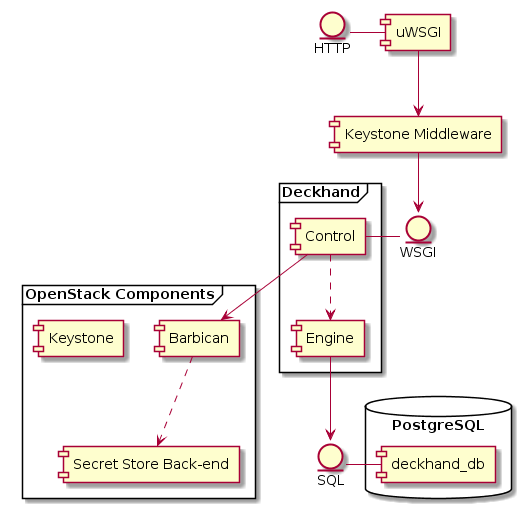 uWSGI
HTTP
Keystone Middleware
Deckhand
Control
WSGI
OpenStack Components
Keystone
Barbican
Engine
PostgreSQL
Secret Store Back-end
SQL
deckhand_db